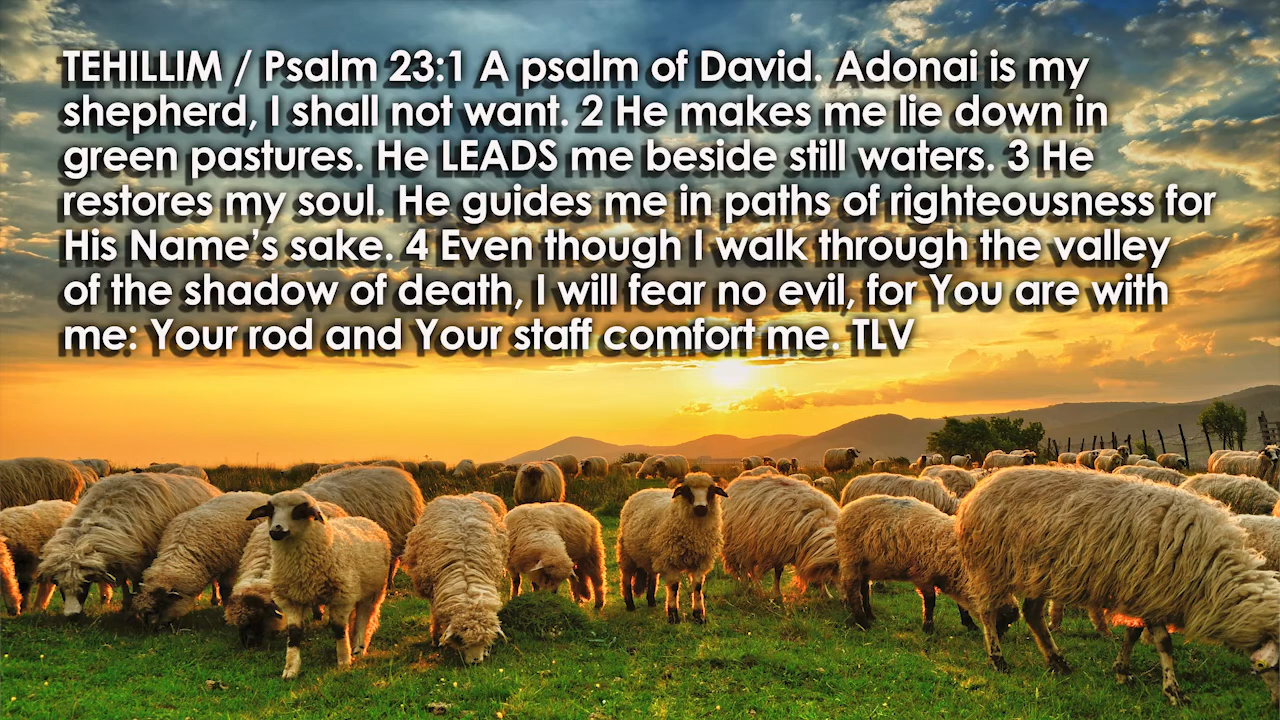 TEHILLIM / Psalm 23:1 A psalm of David. Adonai is my
shepherd, I shall not want. 2 He makes me lie down in
green pastures. He LEADS me beside still waters. 3 He
restores my soul. He guides me in paths of righteousness for
His Name’s sake. 4 Even though I walk through the valley
of the shadow of death, I will fear no evil, for You are with
me: Your rod and Your staff comfort me. TLV